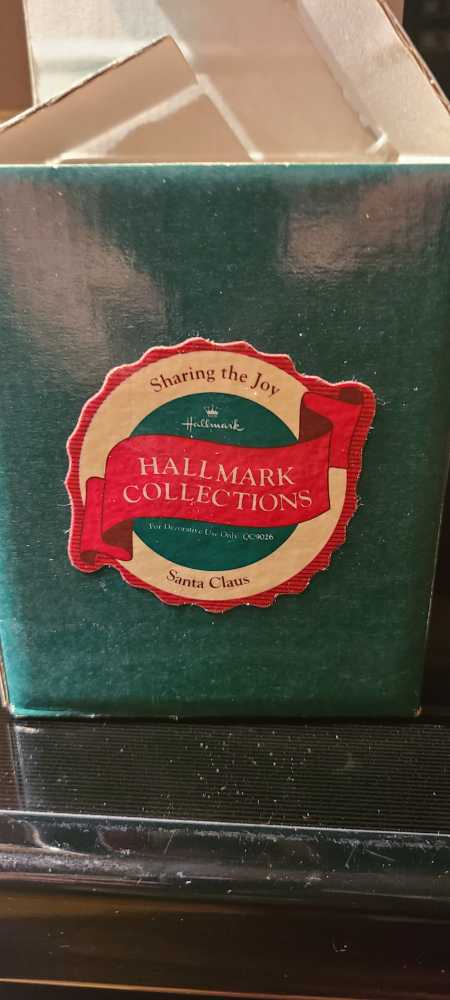 Sharing the Joy
Hallmark
HALLMARK
COLLECTIONS
For Decorative Use Only QC9026
Santa Claus